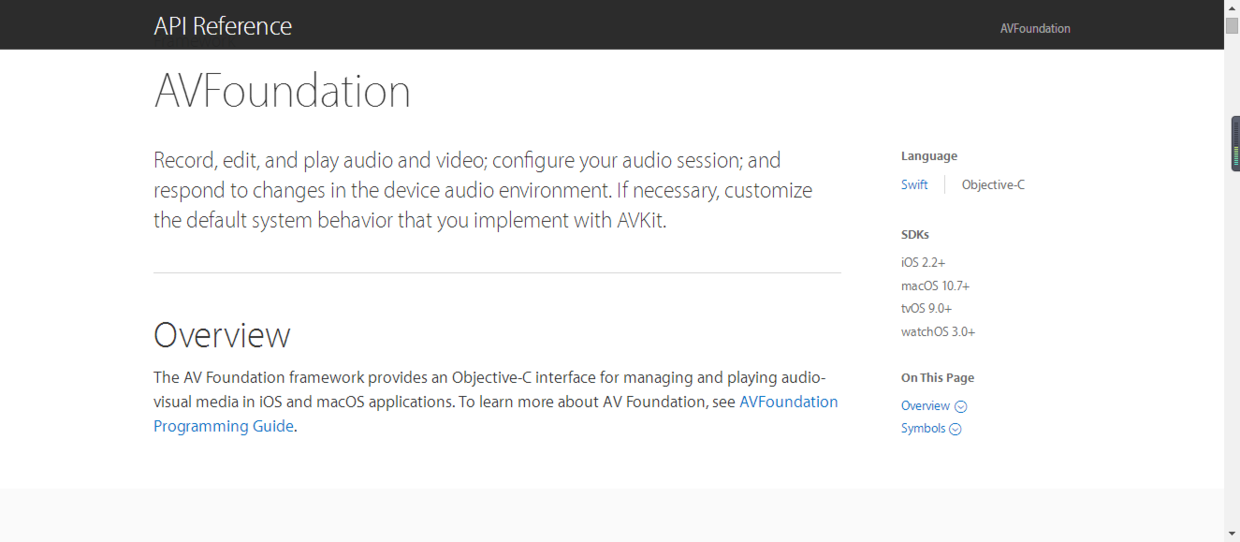 API Reference
AVFoundation
AVFoundation
Record, edit, and play audio and video; configure your audio session; and
respond to changes in the device audio environment. If necessary, customize
the default system behavior that you implement with AVKit.
Overview
The AV Foundation framework provides an Objective-C interface for managing and playing audio-
visual media in iOS and macOS applications. To learn more about AV Foundation, see AVFoundation
Programming Guide.
Language
Swift Objective-C
SDKs
iOS 2.2+
macOS 10.7+
tvOS 9.0+
watchOS 3.0+
On This Page
Overview
Symbols